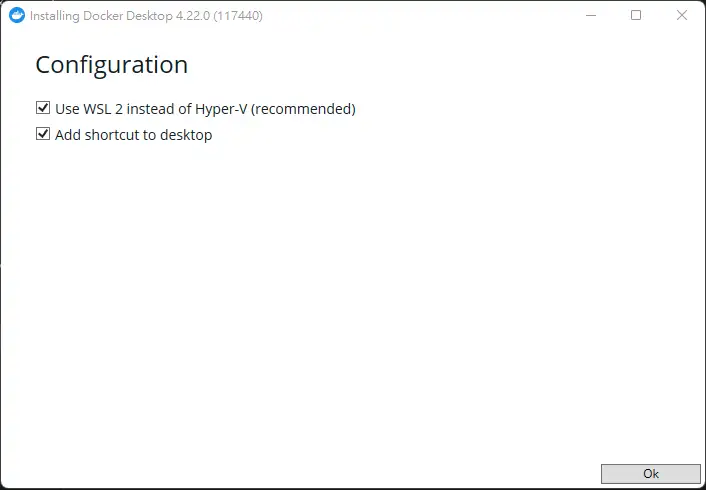 Installing Docker Desktop 4.22.0 (117440)
Configuration
Use WSL 2 instead of Hyper-V (recommended)
Add shortcut to desktop
Ok